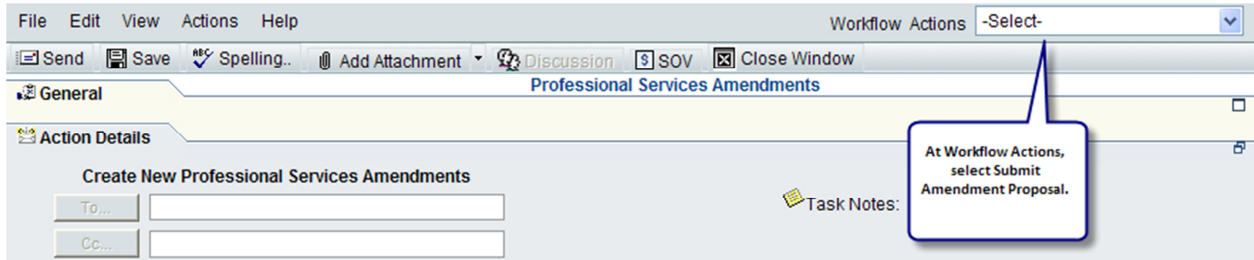 File Edit View Actions Help Workflow Actions -Select-
Send Save ABC Spelling.. Add Attachment Discussion $ SOV Close Window
General Professional Services Amendments
Action Details
At Workflow Actions,
select Submit
Amendment Proposal.
Create New Professional Services Amendments
To... Task Notes:
Cc...